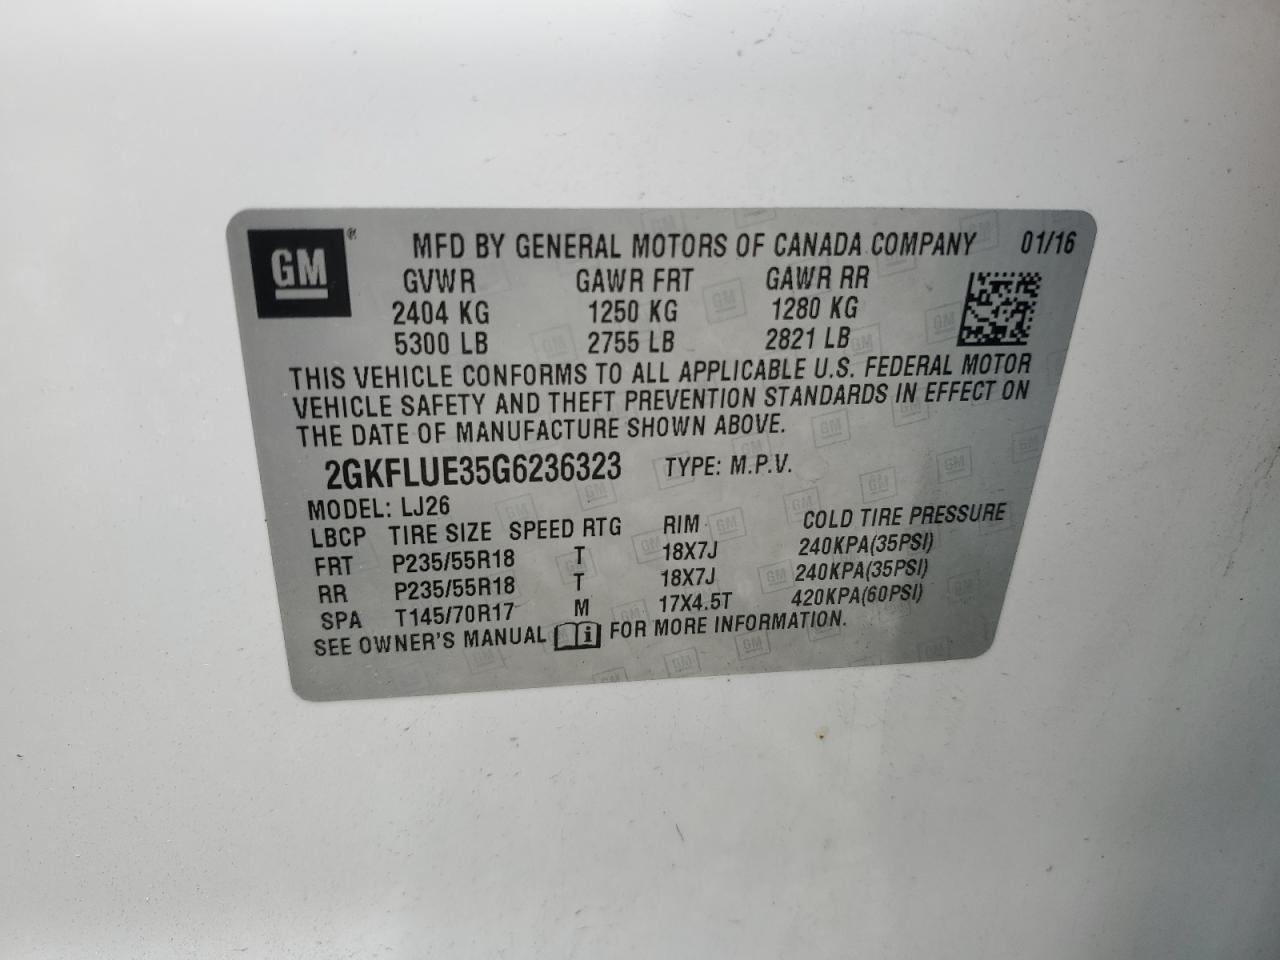 GM ® MFD BY GENERAL MOTORS OF CANADA COMPANY 01/16
GVWR GAWR FRT GAWR RR
2404 KG 1250 KG 1280 KG
5300 LB 2755 LB 2821 LB
THIS VEHICLE CONFORMS TO ALL APPLICABLE U.S. FEDERAL MOTOR
VEHICLE SAFETY AND THEFT PREVENTION STANDARDS IN EFFECT ON
THE DATE OF MANUFACTURE SHOWN ABOVE.
2GKFLUE35G6236323 TYPE: M.P.V.
MODEL: LJ26
LBCP TIRE SIZE SPEED RTG RIM COLD TIRE PRESSURE
FRT P235/55R18 T 18X7J 240KPA(35PSI)
RR P235/55R18 T 18X7J 240KPA(35PSI)
SPA T145/70R17 M 17X4.5T 420KPA(60PSI)
SEE OWNER'S MANUAL i FOR MORE INFORMATION.